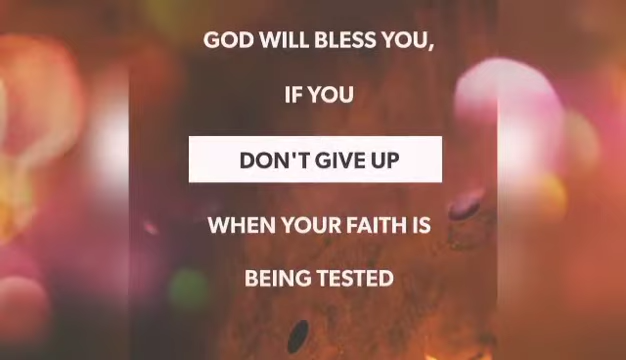 GOD WILL BLESS YOU,
IF YOU
DON'T GIVE UP
WHEN YOUR FAITH IS
BEING TESTED